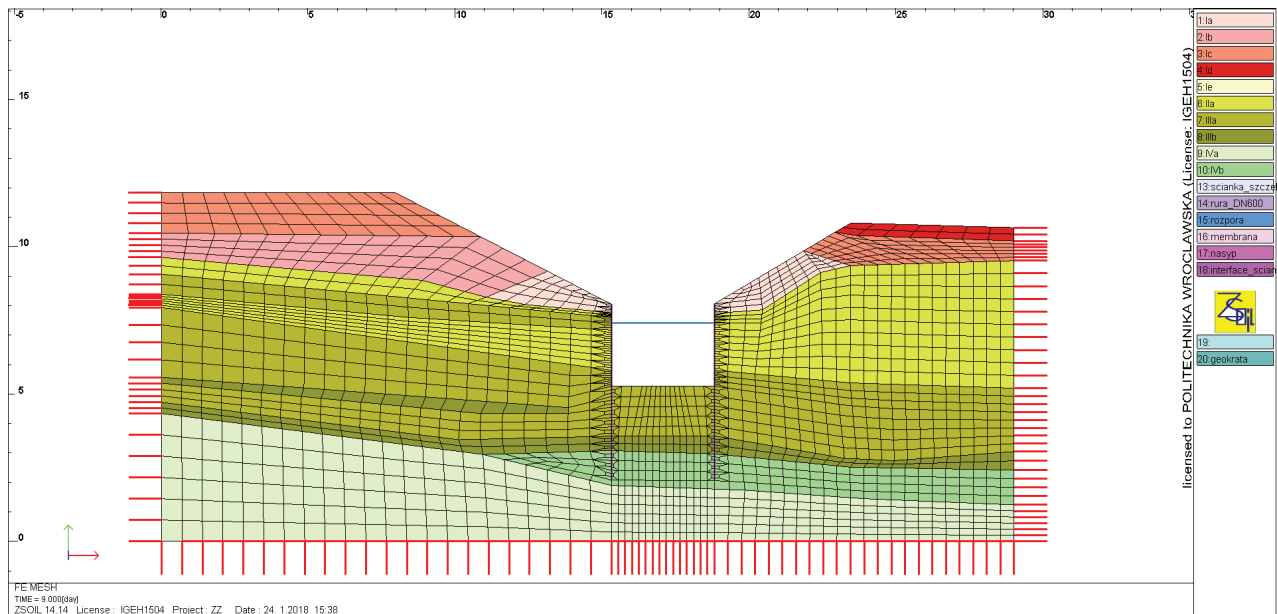 -5 0 5 10 15 20 25 30
15
10
5
0
1:Ia
2:Ib
3:Ic
4:Id
5:Ie
6:IIa
7:IIIa
8:IIIb
9:IVa
10:IVb
13:scianka_szczel
14:rura_DN600
15:rozpora
16:membrana
17:nasyp
18:interface_scian
ZSoil
19:
20:geokrata
licensed to POLITECHNIKA WROCLAWSKA (License: IGEH1504)
FE MESH
TIME = 9.000[day]
ZSOIL 14.14 License : IGEH1504 Project : ZZ Date : 24. 1.2018 15:38